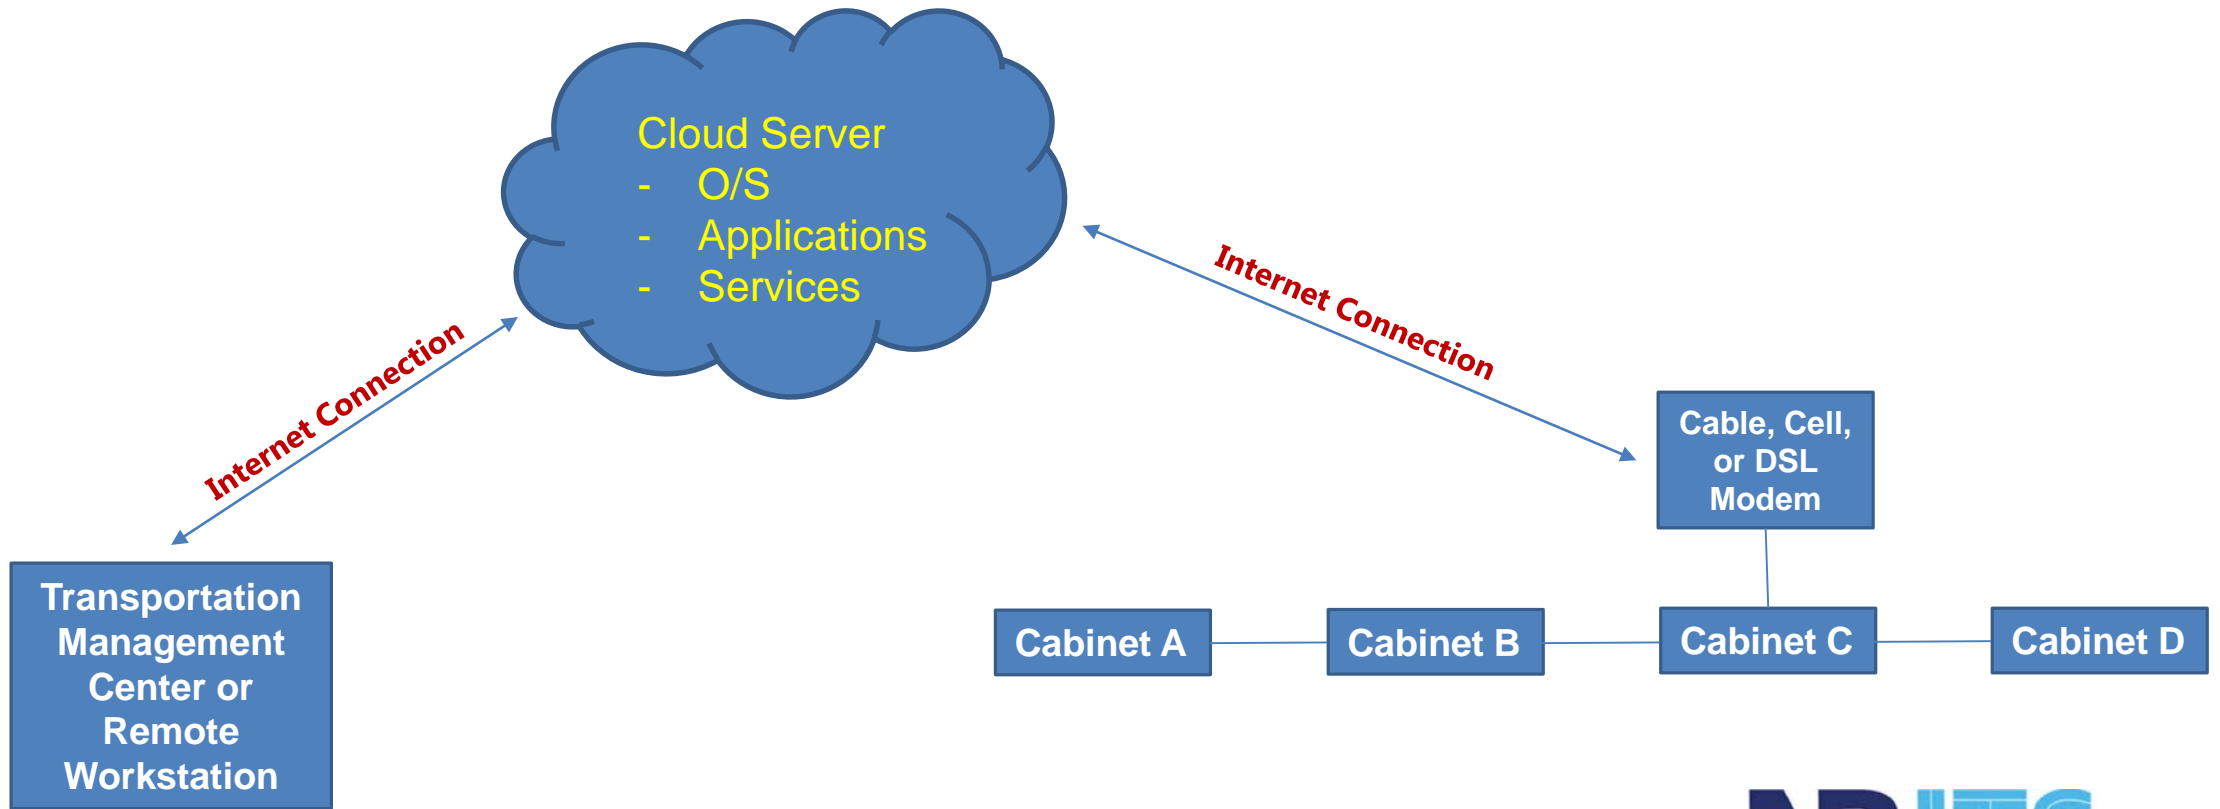 Cloud Server
- O/S
- Applications
- Services
Internet Connection
Internet Connection
Cable, Cell,
or DSL
Modem
Transportation
Management
Center or
Remote
Workstation
Cabinet A
Cabinet B
Cabinet C
Cabinet D